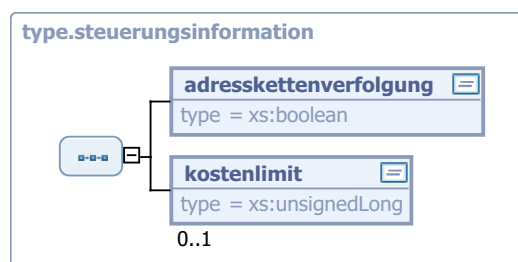 type.steuerungsinformation
adresskettenverfolgung
type = xs:boolean
kostenlimit
type = xs:unsignedLong
0..1